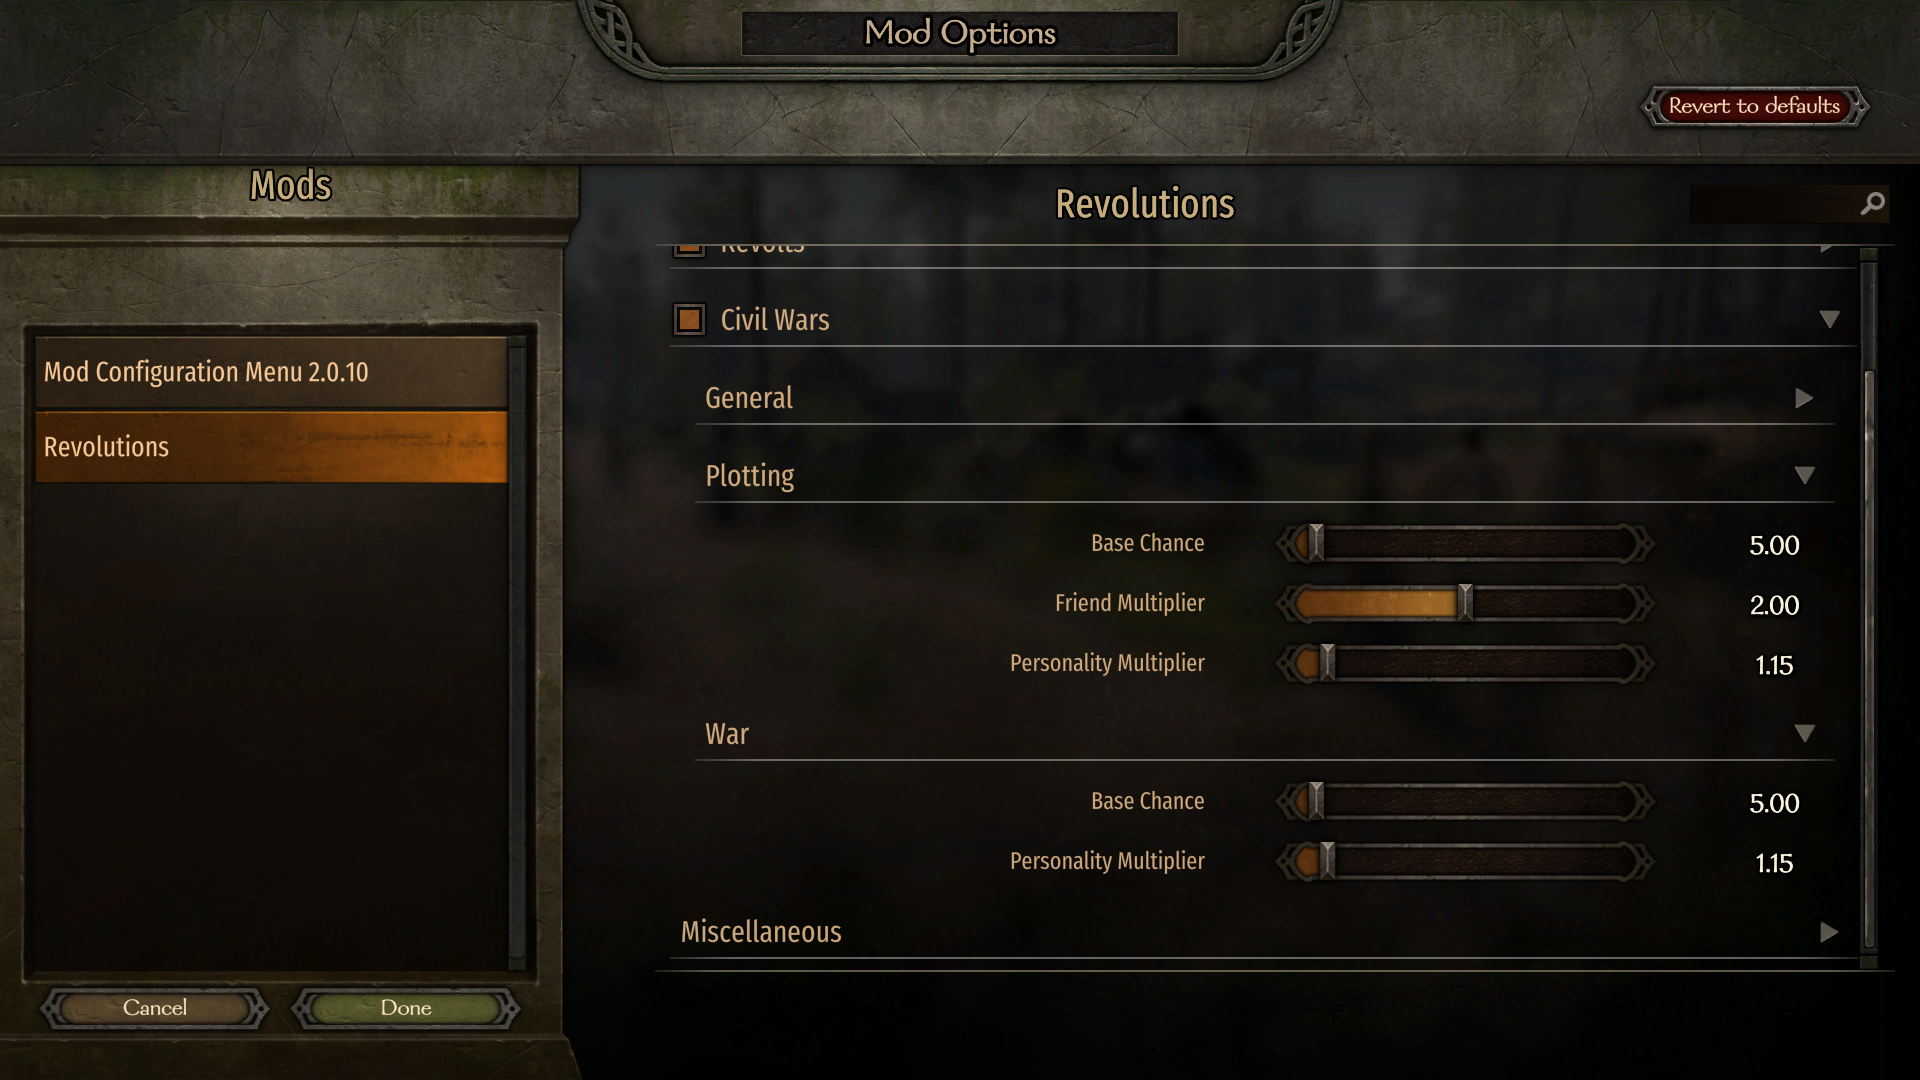 Mod Options
Revert to defaults
Mods
Mod Configuration Menu 2.0.10
Revolutions
Cancel
Done
Revolutions
Revolts
Civil Wars
General
Plotting
Base Chance 5.00
Friend Multiplier 2.00
Personality Multiplier 1.15
War
Base Chance 5.00
Personality Multiplier 1.15
Miscellaneous